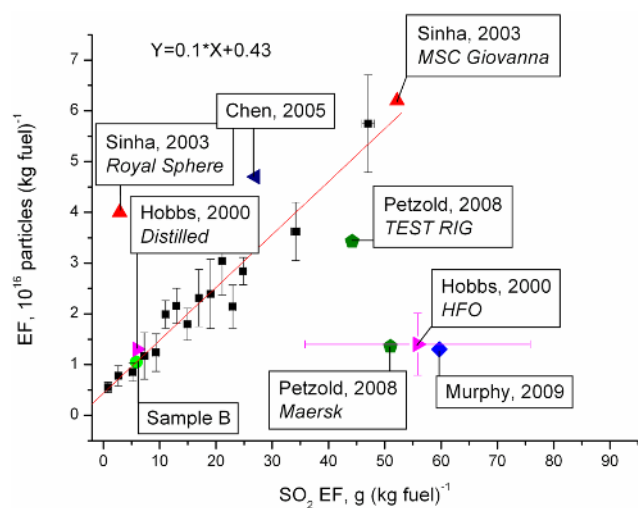 Y=0.1*X+0.43
Sinha, 2003
MSC Giovanna
Chen, 2005
Sinha, 2003
Royal Sphere
Hobbs, 2000
Distilled
Petzold, 2008
TEST RIG
Hobbs, 2000
HFO
Petzold, 2008
Maersk
Murphy, 2009
Sample B
EF, 10¹⁶ particles (kg fuel)⁻¹
7
6
5
4
3
2
1
0
0 10 20 30 40 50 60 70 80 90
SO₂ EF, g (kg fuel)⁻¹